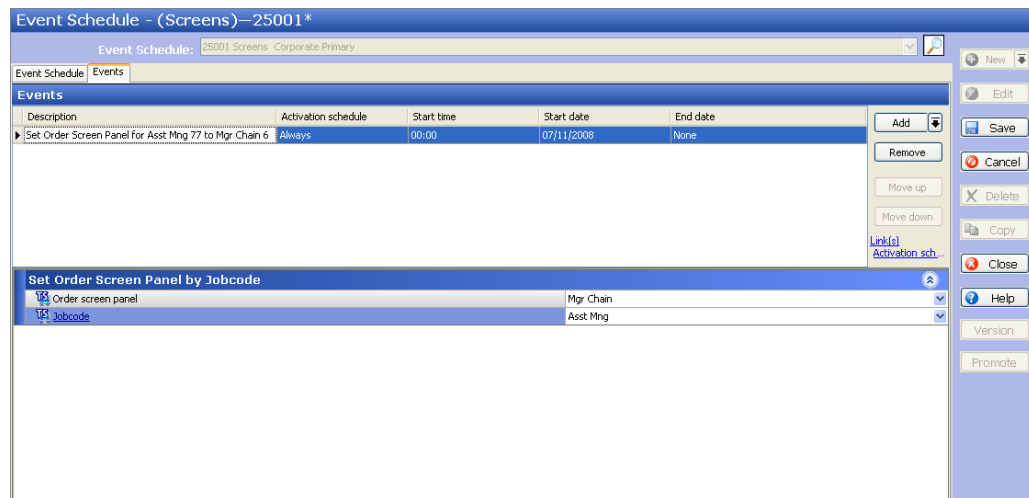 Event Schedule - (Screens)—25001*
Event Schedule: 25001 Screens Corporate Primary
New
Event Schedule Events
Events
Edit
Description Activation schedule Start time Start date End date
Add
Set Order Screen Panel for Asst Mng 77 to Mgr Chain 6 Always 00:00 07/11/2008 None
Save
Remove
Cancel
Move up
Delete
Move down
Copy
Link(s)
Activation sch...
Close
Set Order Screen Panel by Jobcode
TS Order screen panel Mgr Chain
Help
TS Jobcode Asst Mng
Version
Promote